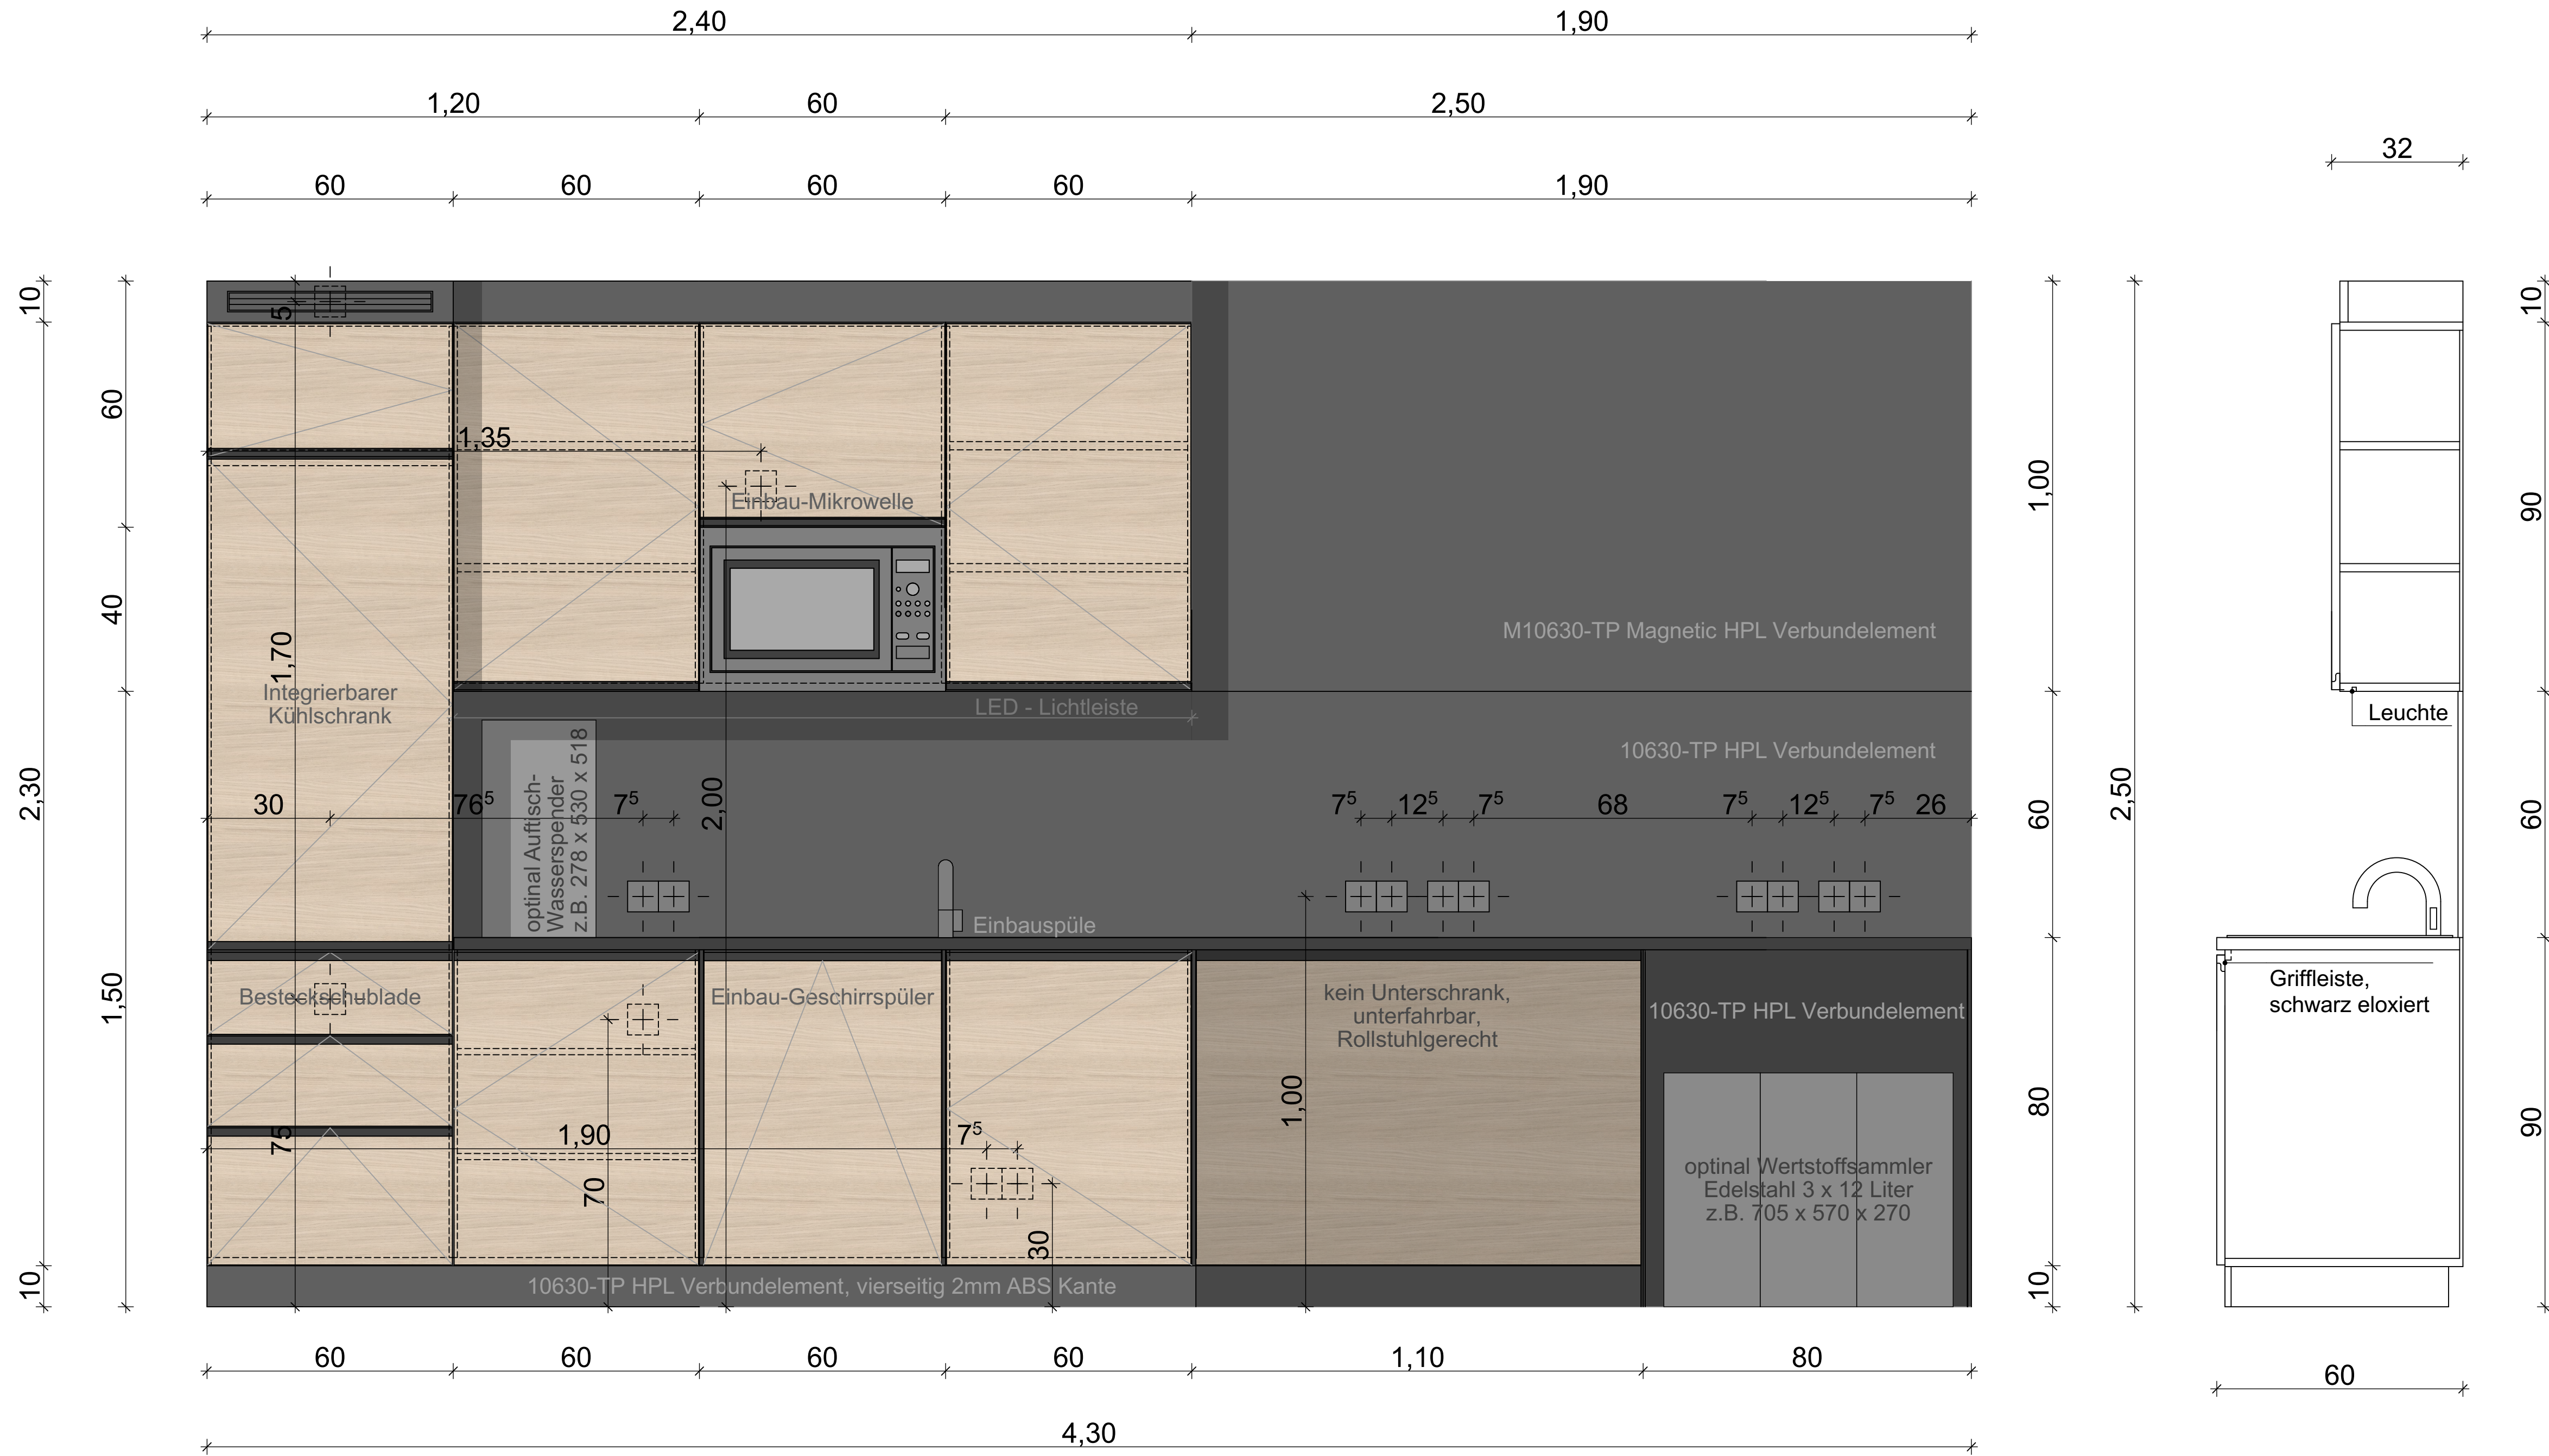 2,40
1,90
1,20
60
2,50
32
60
60
60
60
1,90
10
5
10
60
1,35
1,00
90
Einbau-Mikrowelle
40
M10630-TP Magnetic HPL Verbundelement
1,70
Integrierbarer
Kühlschrank
LED - Lichtleiste
Leuchte
10630-TP HPL Verbundelement
optinal Auftisch-
Wasserspender
z.B. 278 x 530 x 518
2,30
30
76⁵
7⁵
2,00
7⁵
12⁵
7⁵
68
7⁵
12⁵
7⁵
26
60
2,50
60
Einbauspüle
1,50
Besteckschublade
Einbau-Geschirrspüler
kein Unterschrank,
unterfahrbar,
Rollstuhlgerecht
10630-TP HPL Verbundelement
Griffleiste,
schwarz eloxiert
1,00
80
90
75
1,90
7⁵
70
30
optinal Wertstoffsammler
Edelstahl 3 x 12 Liter
z.B. 705 x 570 x 270
10
10630-TP HPL Verbundelement, vierseitig 2mm ABS Kante
10
60
60
60
60
1,10
80
60
4,30